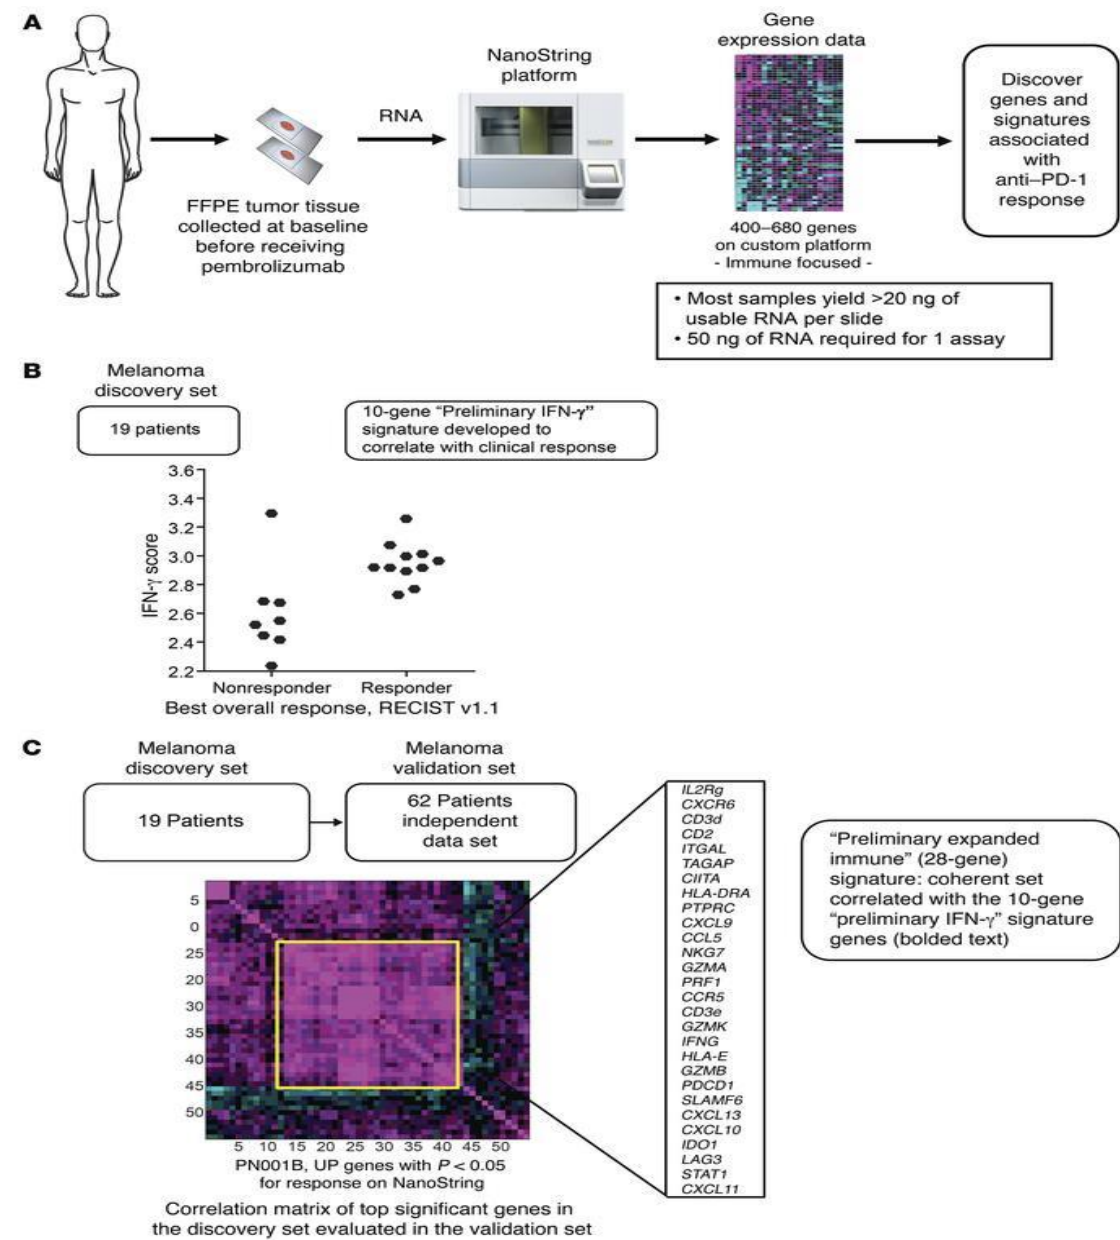 A
FFPE tumor tissue
collected at baseline
before receiving
pembrolizumab
RNA
NanoString
platform
Gene
expression data
400–680 genes
on custom platform
- Immune focused -
Discover
genes and
signatures
associated
with
anti–PD-1
response
• Most samples yield >20 ng of
usable RNA per slide
• 50 ng of RNA required for 1 assay
B
Melanoma
discovery set
19 patients
10-gene “Preliminary IFN-γ”
signature developed to
correlate with clinical response
IFN-γ score
3.6
3.4
3.2
3.0
2.8
2.6
2.4
2.2
Nonresponder Responder
Best overall response, RECIST v1.1
C
Melanoma
discovery set
19 Patients
Melanoma
validation set
62 Patients
independent
data set
5
0
25
20
30
35
40
45
50
5 10 15 20 25 30 35 40 45 50
PN001B, UP genes with P < 0.05
for response on NanoString
Correlation matrix of top significant genes in
the discovery set evaluated in the validation set
IL2Rg
CXCR6
CD3d
CD2
ITGAL
TAGAP
CIITA
HLA-DRA
PTPRC
CXCL9
CCL5
NKG7
GZMA
PRF1
CCR5
CD3e
GZMK
IFNG
HLA-E
GZMB
PDCD1
SLAMF6
CXCL13
CXCL10
IDO1
LAG3
STAT1
CXCL11
“Preliminary expanded
immune” (28-gene)
signature: coherent set
correlated with the 10-gene
“preliminary IFN-γ” signature
genes (bolded text)